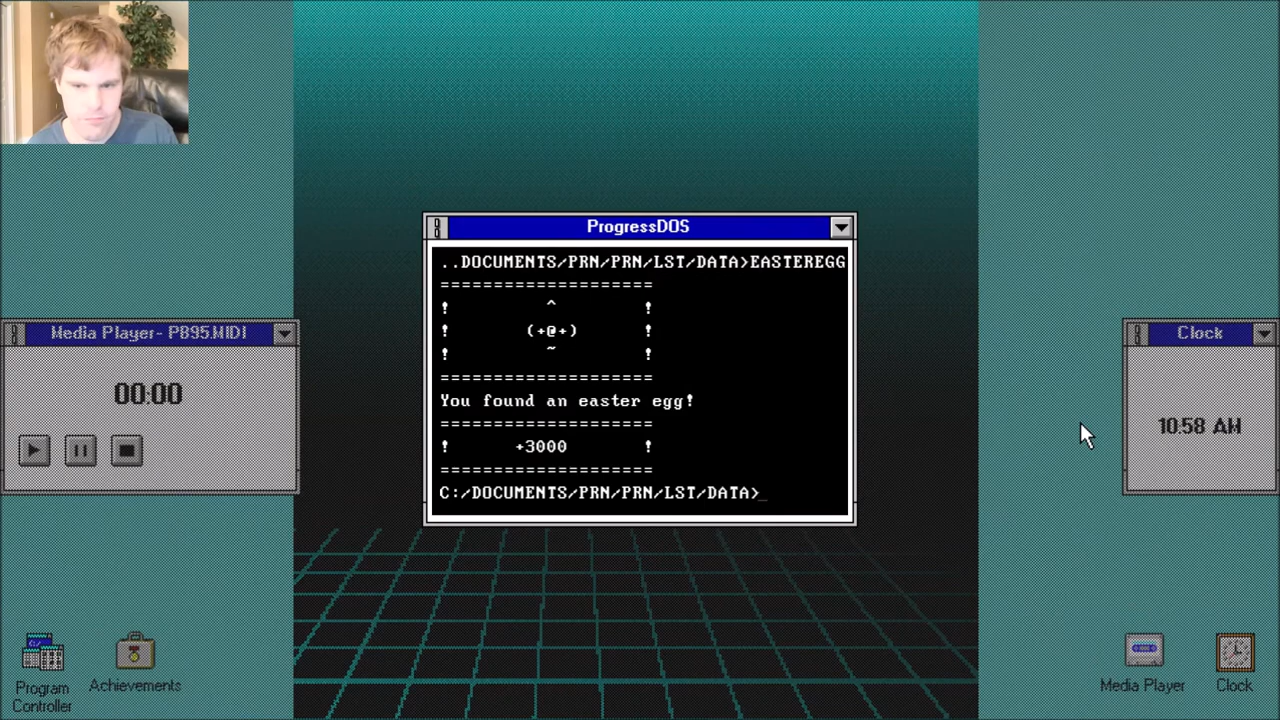 ProgressDOS
..DOCUMENTS/PRN/PRN/LST/DATA>EASTEREGG
====================
! ^ !
! (+@+) !
! ~ !
====================
You found an easter egg!
====================
! +3000 !
====================
C:/DOCUMENTS/PRN/PRN/LST/DATA>_
Media Player- PB95.MIDI
00:00
Clock
10:58 AM
Program
Controller
Achievements
Media Player
Clock